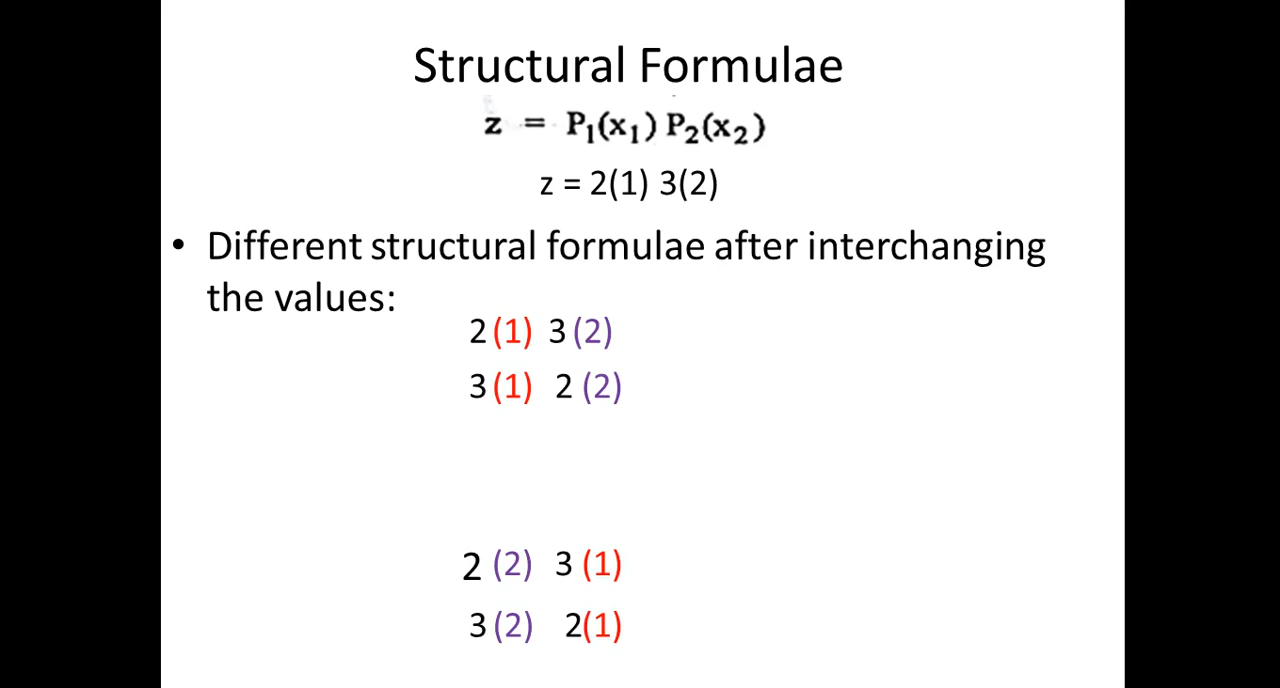 Structural Formulae
z = P₁(x₁) P₂(x₂)
z = 2(1) 3(2)
• Different structural formulae after interchanging
the values:
2 (1) 3 (2)
3 (1) 2 (2)
2 (2) 3 (1)
3 (2) 2(1)